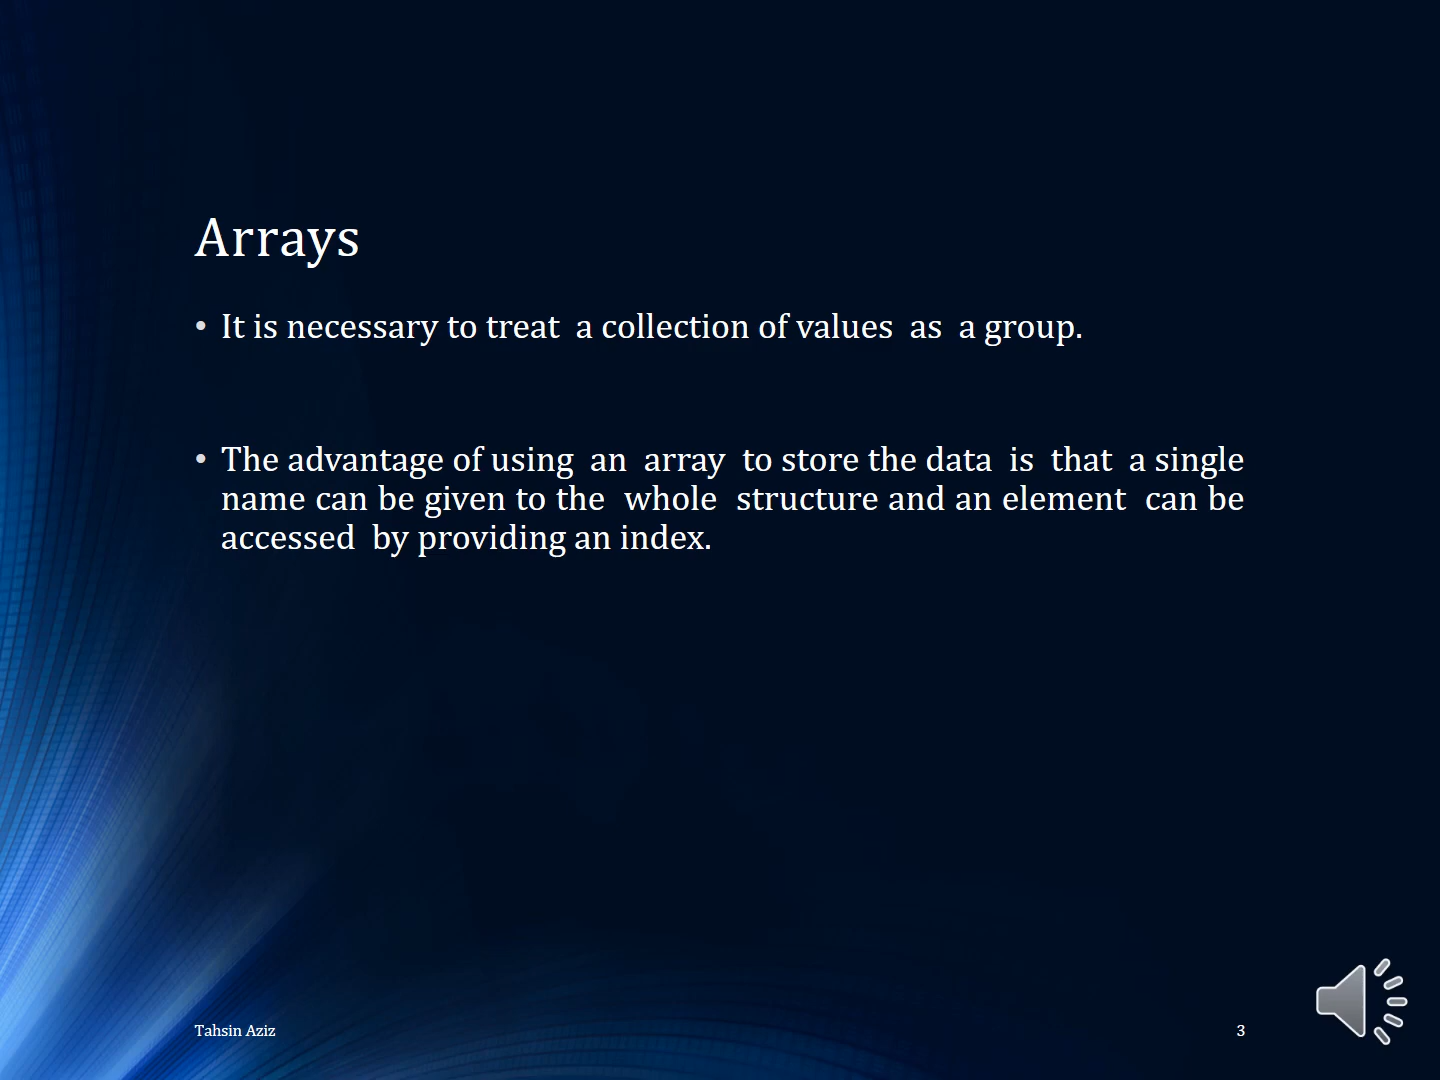 Arrays
• It is necessary to treat a collection of values as a group.
• The advantage of using an array to store the data is that a single
name can be given to the whole structure and an element can be
accessed by providing an index.
Tahsin Aziz
3